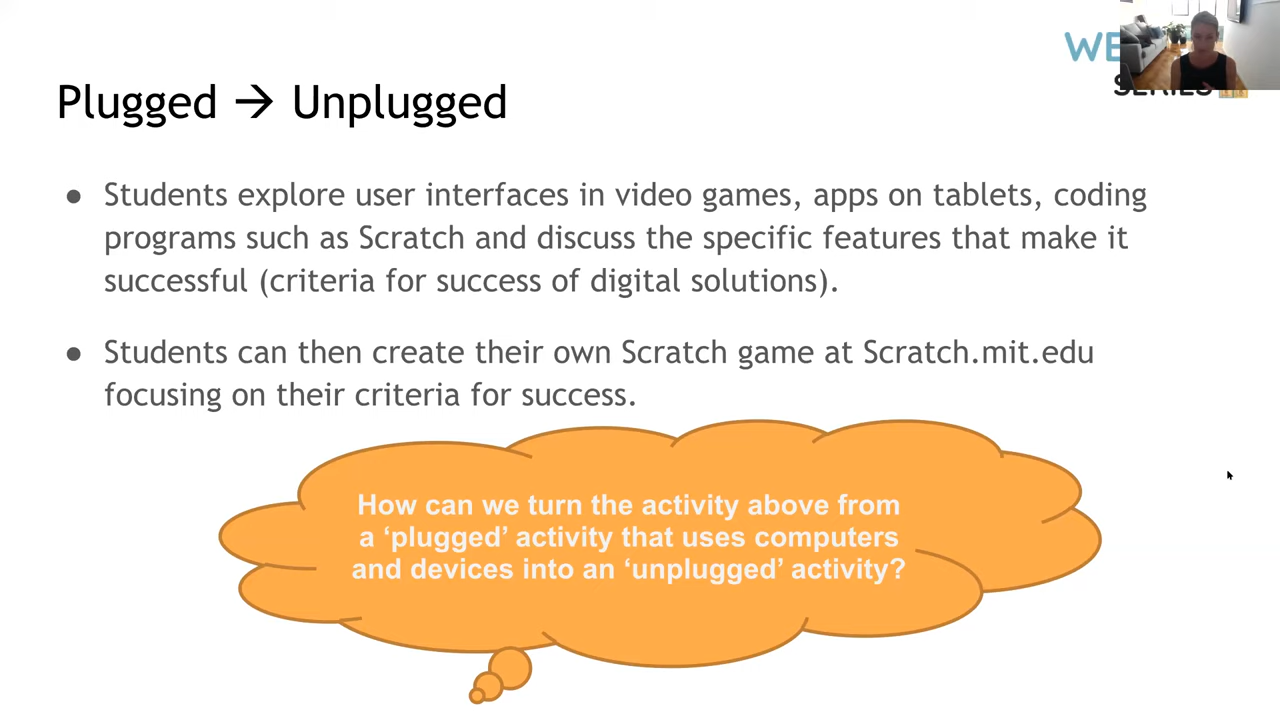 Plugged → Unplugged
● Students explore user interfaces in video games, apps on tablets, coding
programs such as Scratch and discuss the specific features that make it
successful (criteria for success of digital solutions).
● Students can then create their own Scratch game at Scratch.mit.edu
focusing on their criteria for success.
How can we turn the activity above from
a ‘plugged’ activity that uses computers
and devices into an ‘unplugged’ activity?